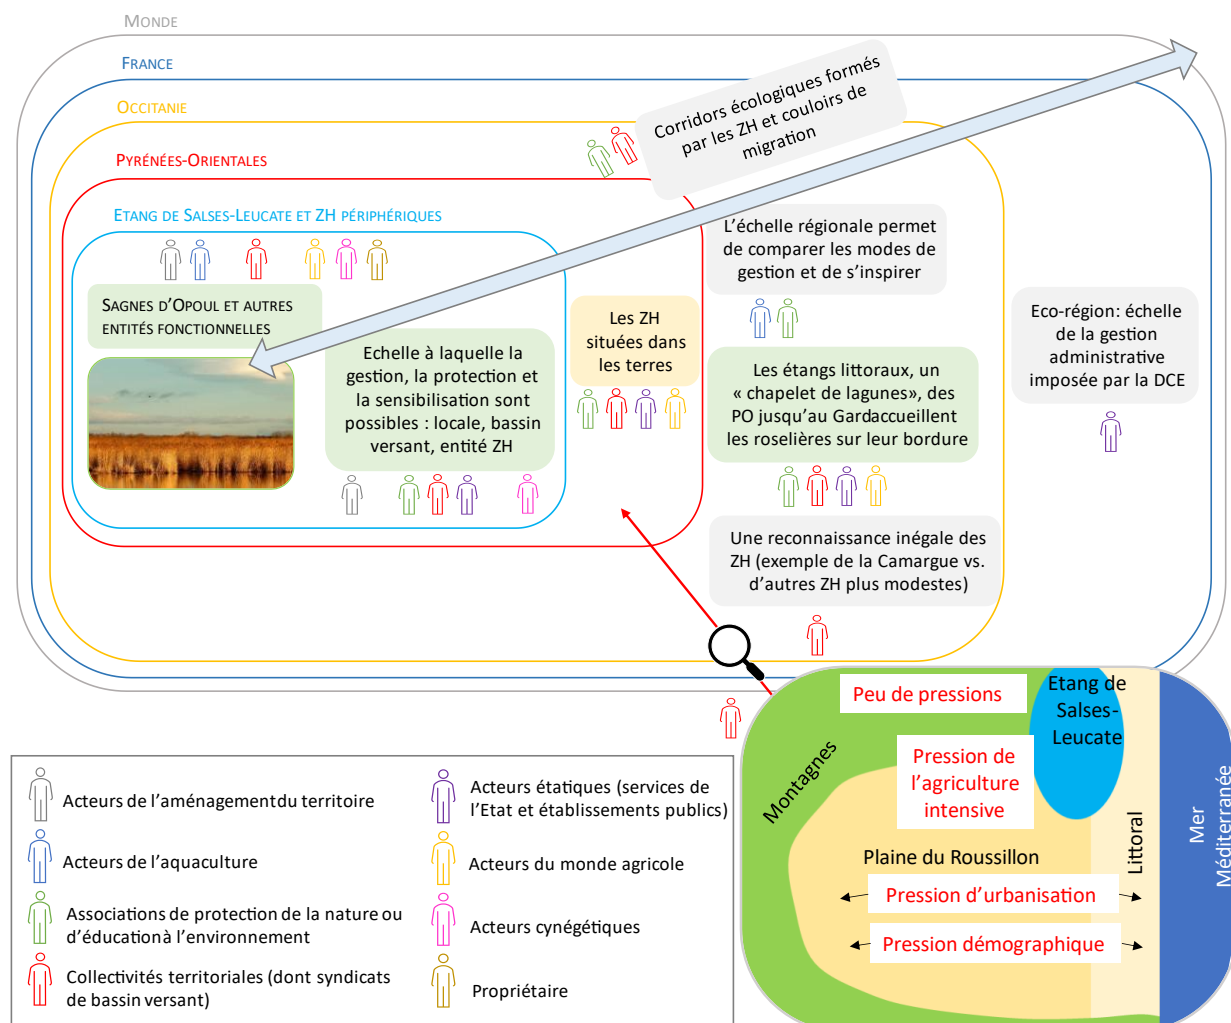 MONDE
FRANCE
OCCITANIE
PYRÉNÉES-ORIENTALES
ETANG DE SALSES-LEUCATE ET ZH PÉRIPHÉRIQUES
Corridors écologiques formés
par les ZH et couloirs de
migration
SAGNES D'OPOUL ET AUTRES
ENTITÉS FONCTIONNELLES
Echelle à laquelle la
gestion, la protection et
la sensibilisation sont
possibles : locale, bassin
versant, entité ZH
Les ZH
situées dans
les terres
L'échelle régionale permet
de comparer les modes de
gestion et de s'inspirer
Les étangs littoraux, un
« chapelet de lagunes», des
PO jusqu'au Gardaccueillent
les roselières sur leur bordure
Une reconnaissance inégale des
ZH (exemple de la Camargue vs.
d'autres ZH plus modestes)
Eco-région: échelle
de la gestion
administrative
imposée par la DCE
Acteurs de l'aménagement du territoire
Acteurs de l'aquaculture
Associations de protection de la nature ou
d'éducation à l'environnement
Collectivités territoriales (dont syndicats
de bassin versant)
Acteurs étatiques (services de
l'Etat et établissements publics)
Acteurs du monde agricole
Acteurs cynégétiques
Propriétaire
Peu de pressions
Etang de
Salses-
Leucate
Montagnes
Pression de
l'agriculture
intensive
Plaine du Roussillon
Littoral
Mer
Méditerranée
Pression d'urbanisation
Pression démographique